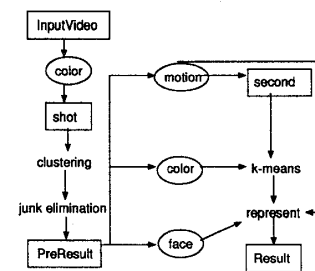 InputVideo
color
shot
clustering
junk elimination
PreResult
motion
second
color
k-means
represent
face
Result